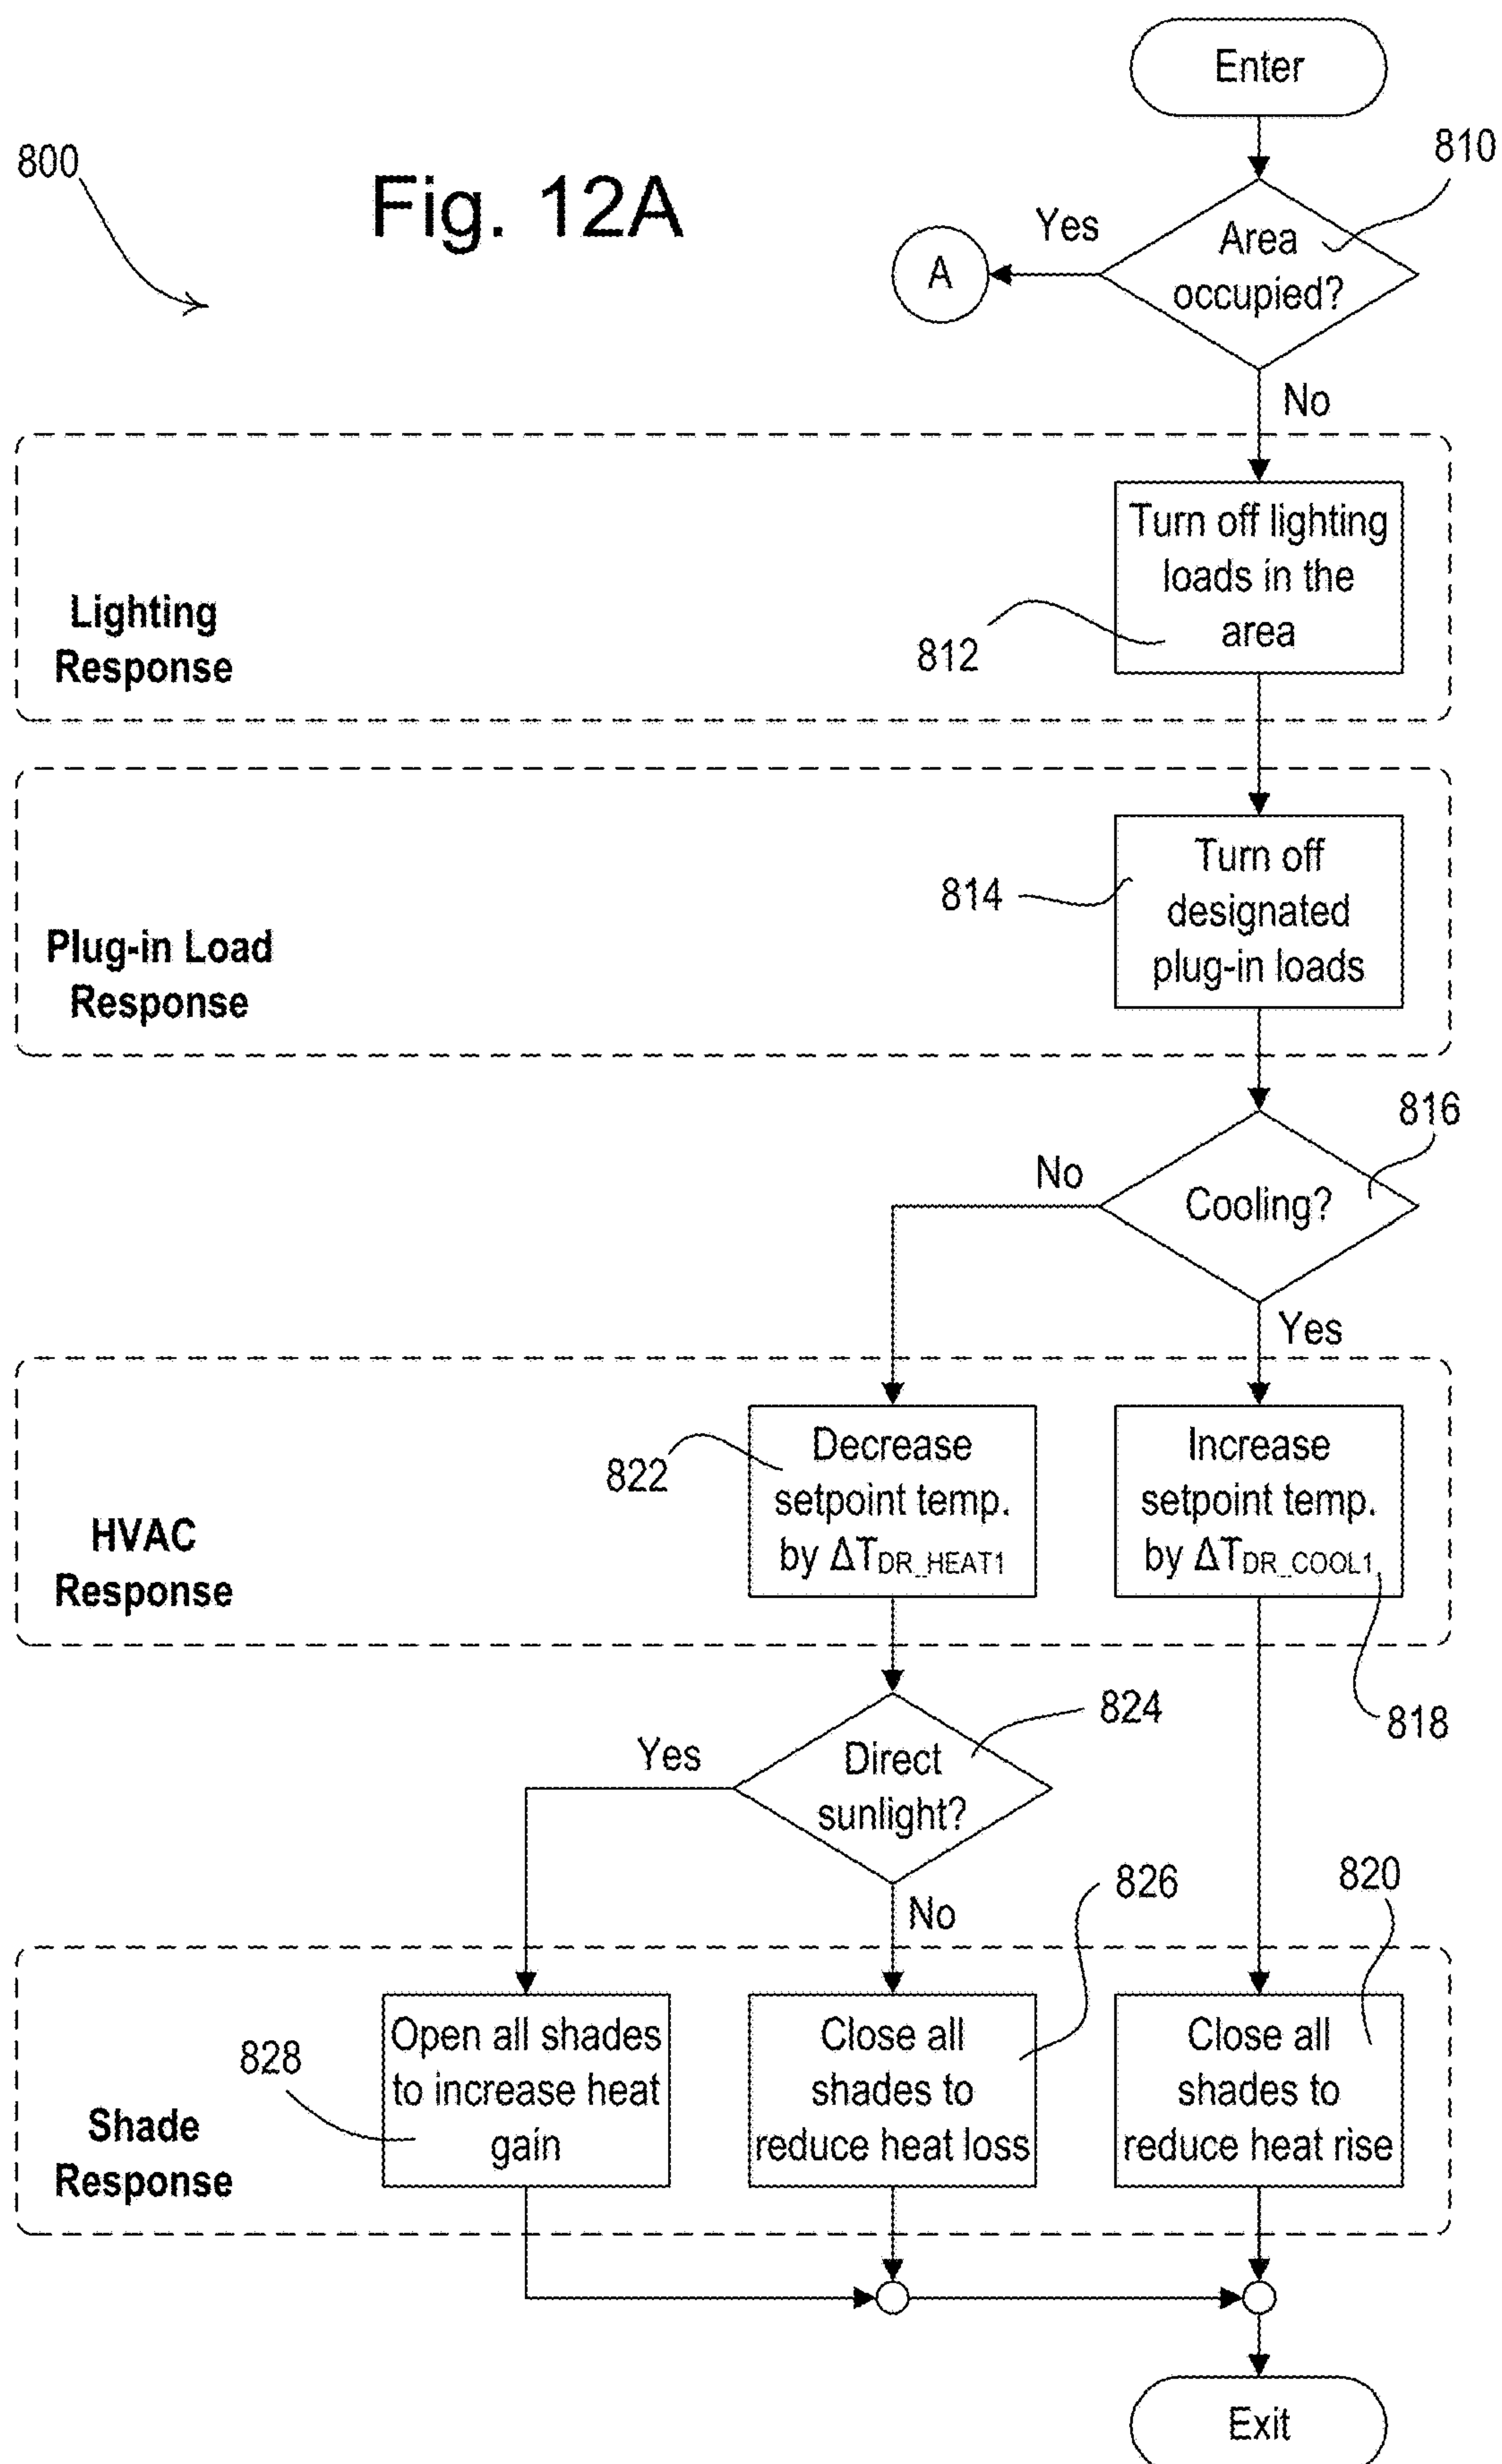 Enter
800
Fig. 12A
810
Yes
Area
occupied?
A
No
Turn off lighting
loads in the
area
Lighting
Response
812
Turn off
designated
plug-in loads
814
Plug-in Load
Response
816
No
Cooling?
Yes
Decrease
setpoint temp.
by ΔTDR_HEAT1
822
Increase
setpoint temp.
by ΔTDR_COOL1
HVAC
Response
818
824
Yes
Direct
sunlight?
826
820
No
Open all shades
to increase heat
gain
828
Close all
shades to
reduce heat loss
Close all
shades to
reduce heat rise
Shade
Response
Exit